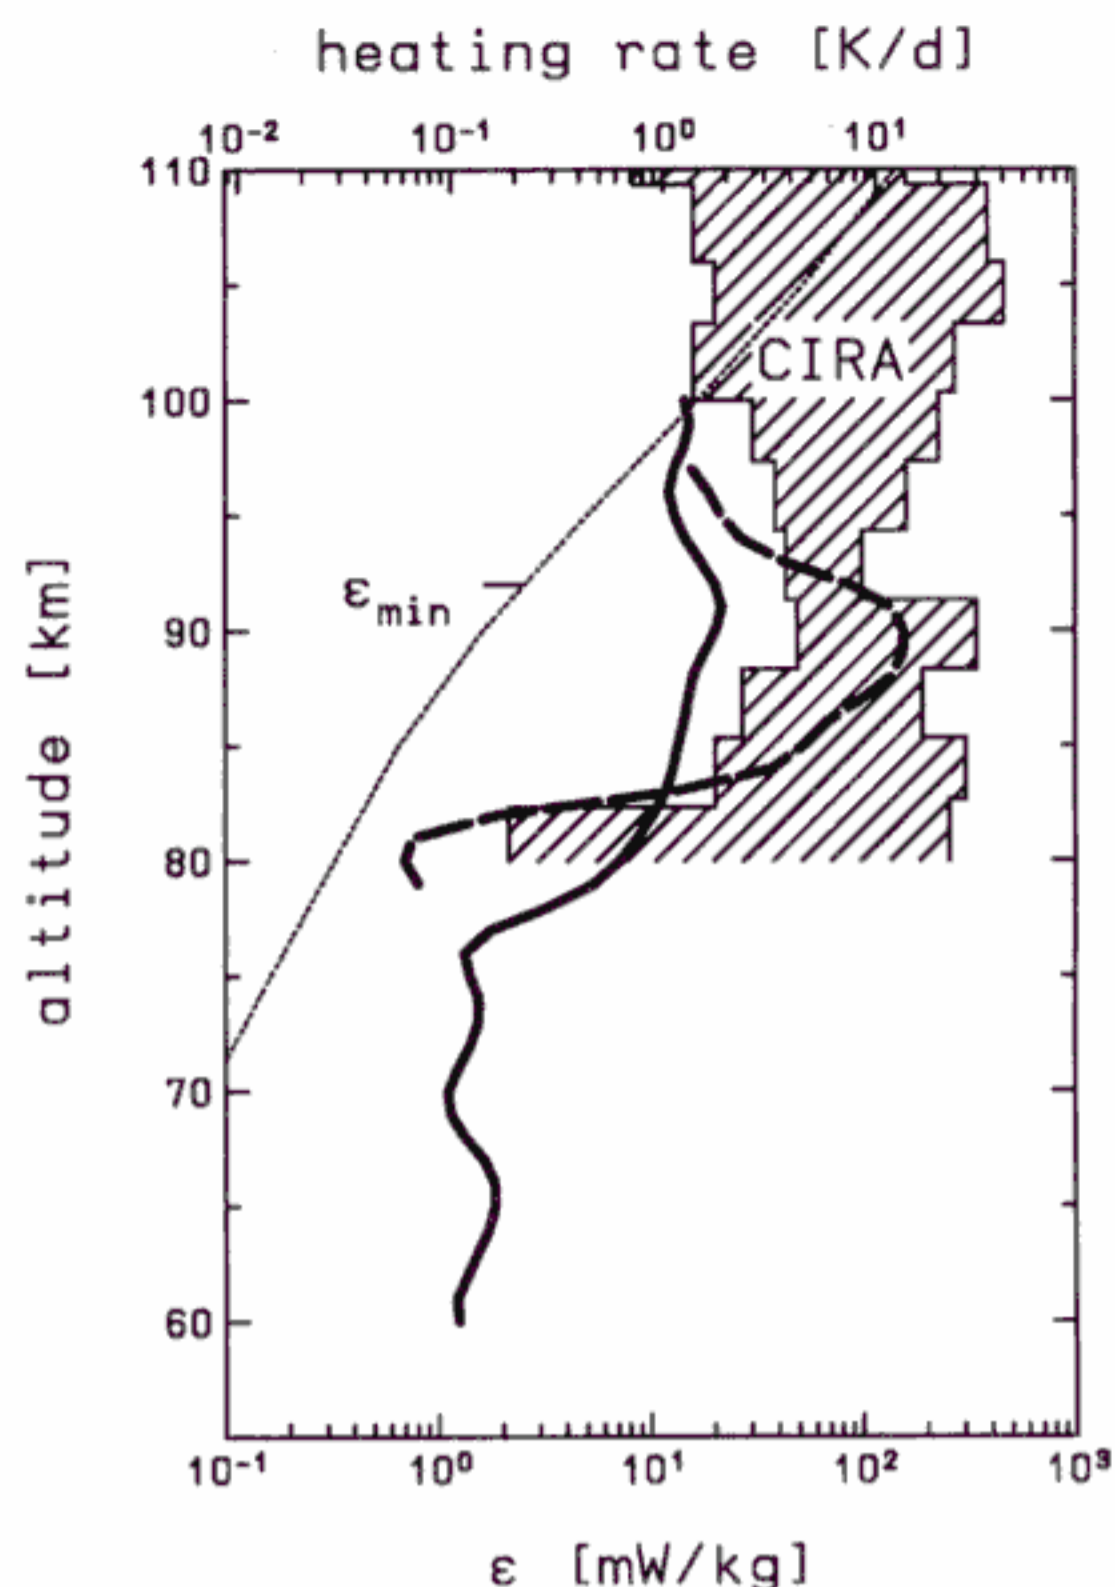 heating rate [K/d]
10⁻² 10⁻¹ 10⁰ 10¹
110
CIRA
100
εmin
90
80
70
60
altitude [km]
10⁻¹ 10⁰ 10¹ 10² 10³
ε [mW/kg]